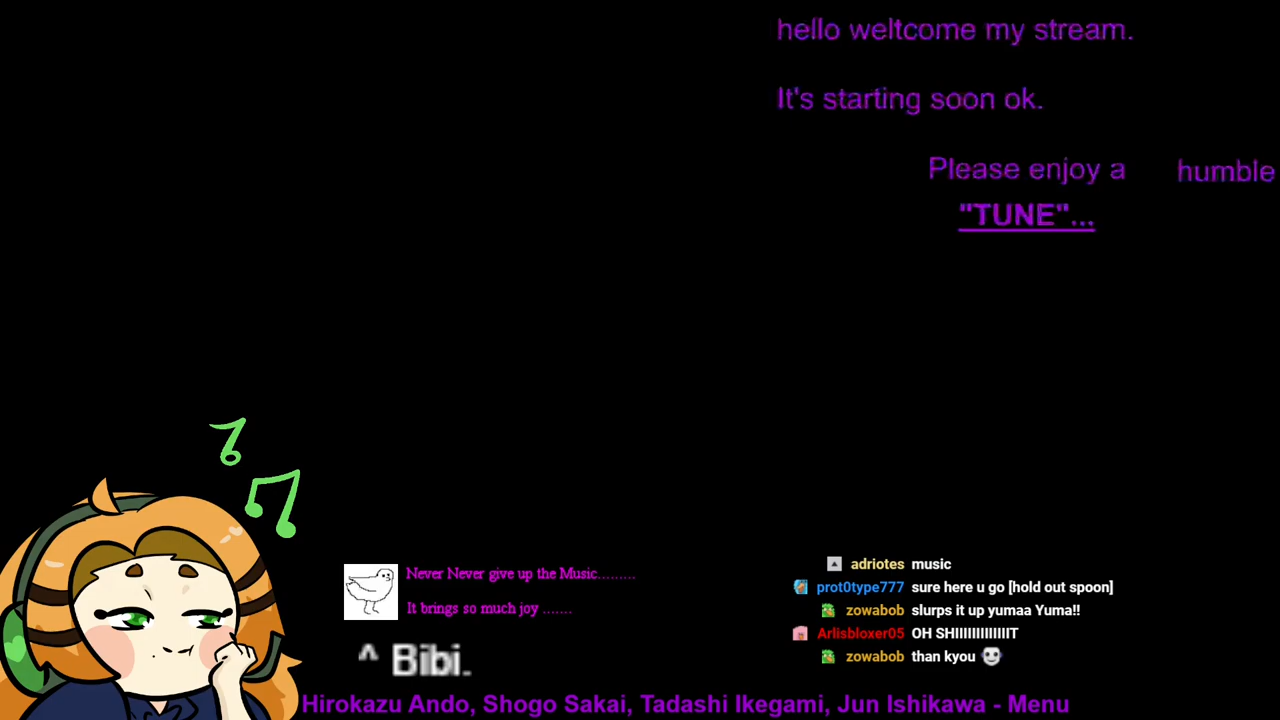 hello weltcome my stream.
It's starting soon ok.
Please enjoy a humble
"TUNE"...
Never Never give up the Music.........
It brings so much joy .......
^ Bibi.
adriotes music
prot0type777 sure here u go [hold out spoon]
zowabob slurps it up yumaa Yuma!!
Arlisbloxer05 OH SHIIIIIIIIIIIIT
zowabob than kyou
Hirokazu Ando, Shogo Sakai, Tadashi Ikegami, Jun Ishikawa - Menu